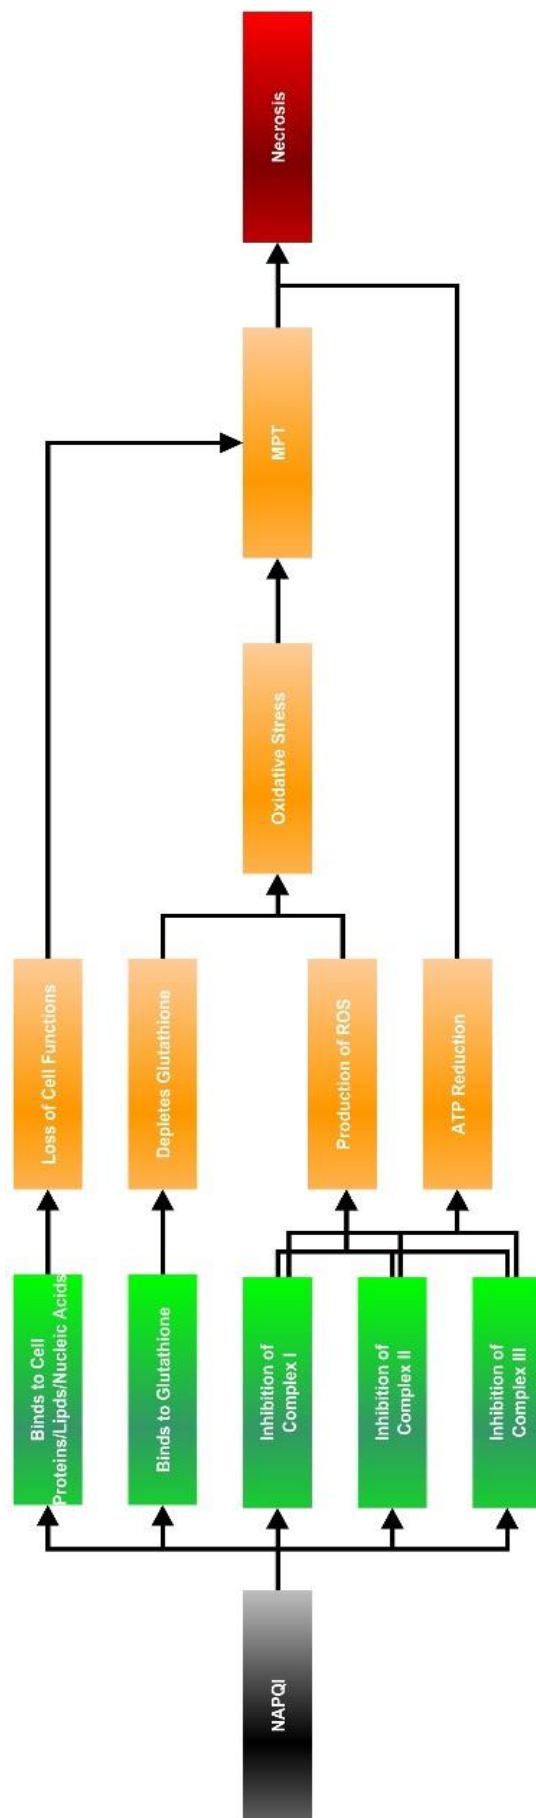 NAPQI
Binds to Cell
Proteins/Lipds/Nucleic Acids
Binds to Glutathione
Inhibition of
Complex I
Inhibition of
Complex II
Inhibition of
Complex III
Loss of Cell Functions
Depletes Glutathione
Production of ROS
ATP Reduction
Oxidative Stress
MPT
Necrosis